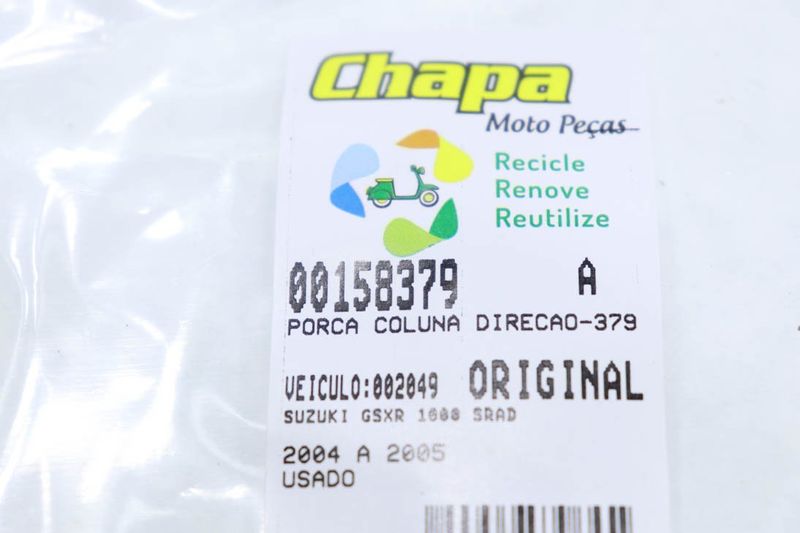 Chapa
Moto Peças
Recicle
Renove
Reutilize
00158379 A
PORCA COLUNA DIRECAO-379
VEICULO:002049 ORIGINAL
SUZUKI GSXR 1000 SRAD
2004 A 2005
USADO